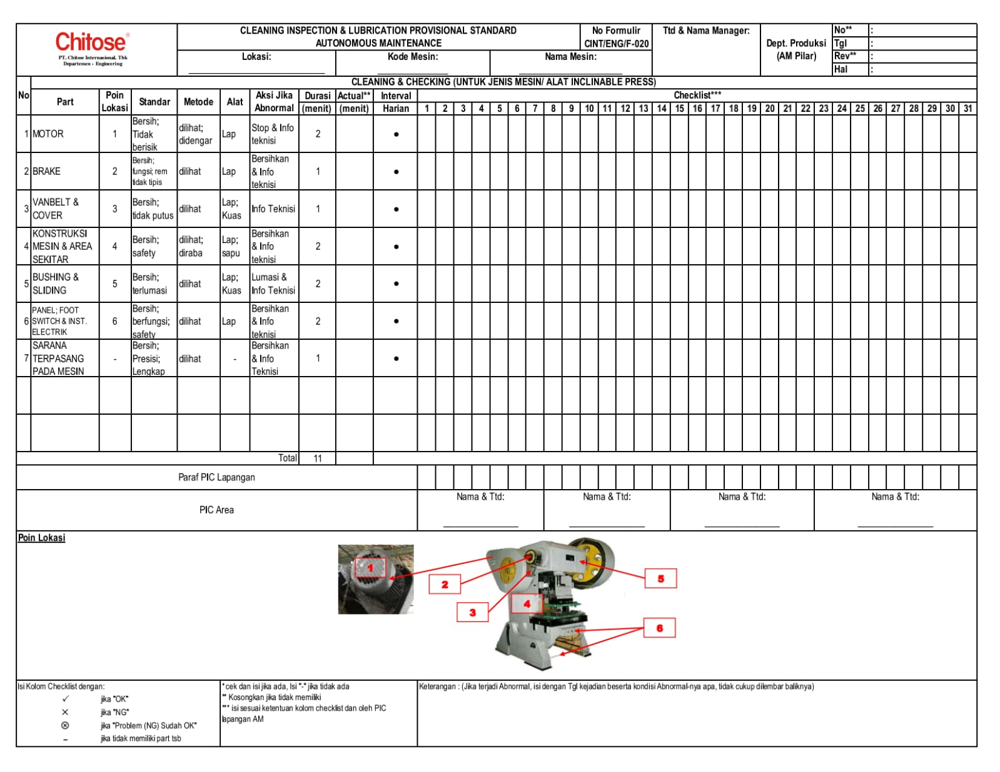 Chitose®
PT. Chitose Internasional, Tbk
Departemen - Engineering
CLEANING INSPECTION & LUBRICATION PROVISIONAL STANDARD
AUTONOMOUS MAINTENANCE
No Formulir
CINT/ENG/F-020
Ttd & Nama Manager:
Dept. Produksi
(AM Pilar)
No** :
Tgl :
Rev** :
Hal :
Lokasi:
Kode Mesin:
Nama Mesin:
CLEANING & CHECKING (UNTUK JENIS MESIN/ ALAT INCLINABLE PRESS)
No Part Poin Lokasi Standar Metode Alat Aksi Jika Abnormal Durasi (menit) Actual** (menit) Interval Harian Checklist***
1 2 3 4 5 6 7 8 9 10 11 12 13 14 15 16 17 18 19 20 21 22 23 24 25 26 27 28 29 30 31
1 MOTOR 1 Bersih; Tidak berisik dilihat; didengar Lap Stop & Info teknisi 2 ●
2 BRAKE 2 Bersih; fungsi; rem tidak tipis dilihat Lap Bersihkan & Info teknisi 1 ●
3 VANBELT & COVER 3 Bersih; tidak putus dilihat Lap; Kuas Info Teknisi 1 ●
4 KONSTRUKSI MESIN & AREA SEKITAR 4 Bersih; safety dilihat; diraba Lap; sapu Bersihkan & Info teknisi 2 ●
5 BUSHING & SLIDING 5 Bersih; terlumasi dilihat Lap; Kuas Lumasi & Info Teknisi 2 ●
6 PANEL; FOOT SWITCH & INST. ELECTRIK 6 Bersih; berfungsi; safety dilihat Lap Bersihkan & Info teknisi 2 ●
7 SARANA TERPASANG PADA MESIN - Bersih; Presisi; Lengkap dilihat - Bersihkan & Info Teknisi 1 ●
Total 11
Paraf PIC Lapangan
PIC Area
Nama & Ttd:
Nama & Ttd:
Nama & Ttd:
Nama & Ttd:
Poin Lokasi
1
2
3
4
5
6
Isi Kolom Checklist dengan:
✓ jika "OK"
✕ jika "NG"
⊗ jika "Problem (NG) Sudah OK"
– jika tidak memiliki part tsb
* cek dan isi jika ada, Isi "-" jika tidak ada
** Kosongkan jika tidak memiliki
*** isi sesuai ketentuan kolom checklist dan oleh PIC
lapangan AM
Keterangan : (Jika terjadi Abnormal, isi dengan Tgl kejadian beserta kondisi Abnormal-nya apa, tidak cukup dilembar baliknya)